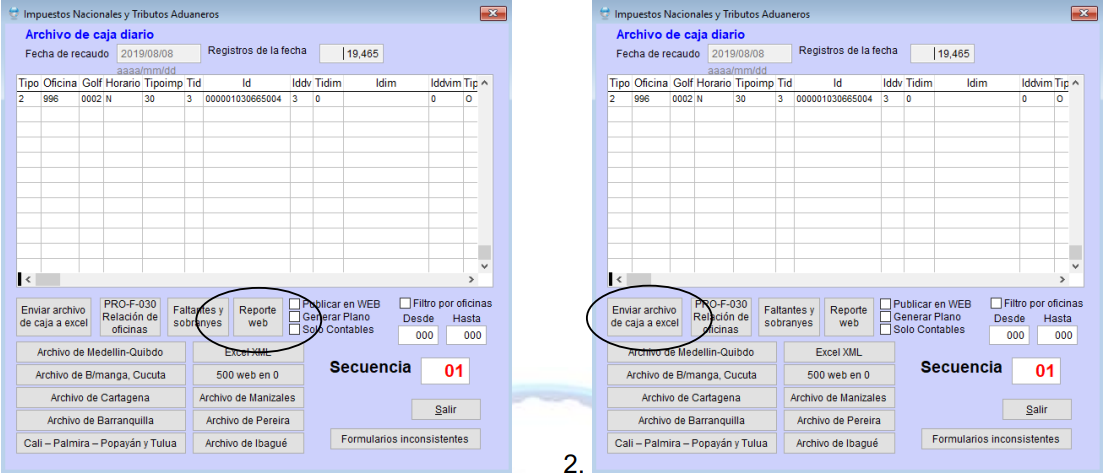 Impuestos Nacionales y Tributos Aduaneros
Archivo de caja diario
Fecha de recaudo 2019/08/08 Registros de la fecha 19,465
aaaa/mm/dd
Tipo Oficina Golf Horario Tipoimp Tid Id Iddv Tidim Idim Iddvim Tip
2 996 0002 N 30 3 000001030665004 3 0 0 O
Enviar archivo de caja a excel
PRO-F-030 Relación de oficinas
Faltantes y sobranyes
Reporte web
Publicar en WEB
Generar Plano
Solo Contables
Filtro por oficinas
Desde Hasta
000 000
Archivo de Medellin-Quibdo Excel XML
Archivo de B/manga, Cucuta 500 web en 0
Archivo de Cartagena Archivo de Manizales
Archivo de Barranquilla Archivo de Pereira
Cali – Palmira – Popayán y Tulua Archivo de Ibagué
Secuencia 01
Salir
Formularios inconsistentes
2.
Impuestos Nacionales y Tributos Aduaneros
Archivo de caja diario
Fecha de recaudo 2019/08/08 Registros de la fecha 19,465
aaaa/mm/dd
Tipo Oficina Golf Horario Tipoimp Tid Id Iddv Tidim Idim Iddvim Tip
2 996 0002 N 30 3 000001030665004 3 0 0 O
Enviar archivo de caja a excel
PRO-F-030 Relación de oficinas
Faltantes y sobranyes
Reporte web
Publicar en WEB
Generar Plano
Solo Contables
Filtro por oficinas
Desde Hasta
000 000
Archivo de Medellin-Quibdo Excel XML
Archivo de B/manga, Cucuta 500 web en 0
Archivo de Cartagena Archivo de Manizales
Archivo de Barranquilla Archivo de Pereira
Cali – Palmira – Popayán y Tulua Archivo de Ibagué
Secuencia 01
Salir
Formularios inconsistentes